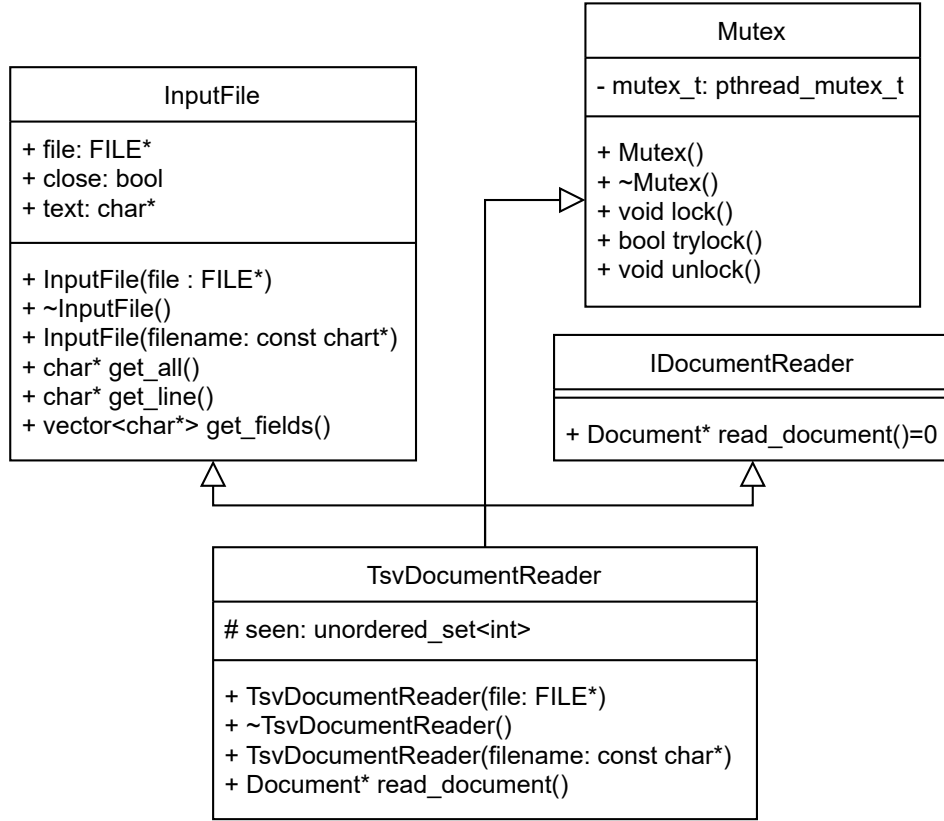 InputFile
+ file: FILE*
+ close: bool
+ text: char*
+ InputFile(file : FILE*)
+ ~InputFile()
+ InputFile(filename: const chart*)
+ char* get_all()
+ char* get_line()
+ vector<char*> get_fields()
Mutex
- mutex_t: pthread_mutex_t
+ Mutex()
+ ~Mutex()
+ void lock()
+ bool trylock()
+ void unlock()
IDocumentReader
+ Document* read_document()=0
TsvDocumentReader
# seen: unordered_set<int>
+ TsvDocumentReader(file: FILE*)
+ ~TsvDocumentReader()
+ TsvDocumentReader(filename: const char*)
+ Document* read_document()